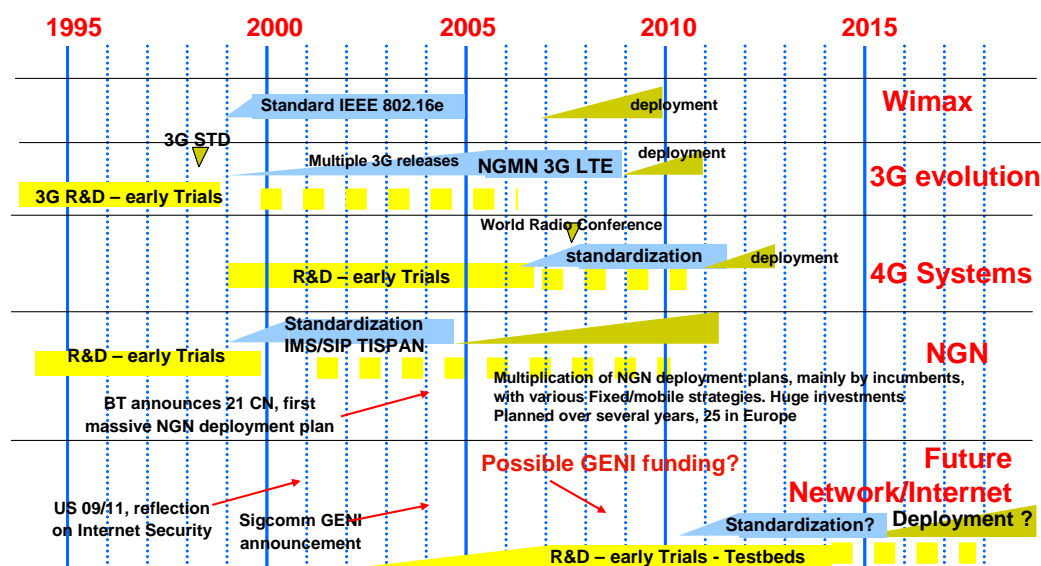 1995 2000 2005 2010 2015
Standard IEEE 802.16e
deployment
Wimax
3G STD
Multiple 3G releases
NGMN 3G LTE
deployment
3G evolution
3G R&D – early Trials
World Radio Conference
standardization
deployment
4G Systems
R&D – early Trials
Standardization
IMS/SIP TISPAN
NGN
R&D – early Trials
Multiplication of NGN deployment plans, mainly by incumbents,
with various Fixed/mobile strategies. Huge investments
Planned over several years, 25 in Europe
BT announces 21 CN, first
massive NGN deployment plan
Possible GENI funding?
Future
Network/Internet
US 09/11, reflection
on Internet Security
Sigcomm GENI
announcement
Standardization?
Deployment ?
R&D – early Trials - Testbeds